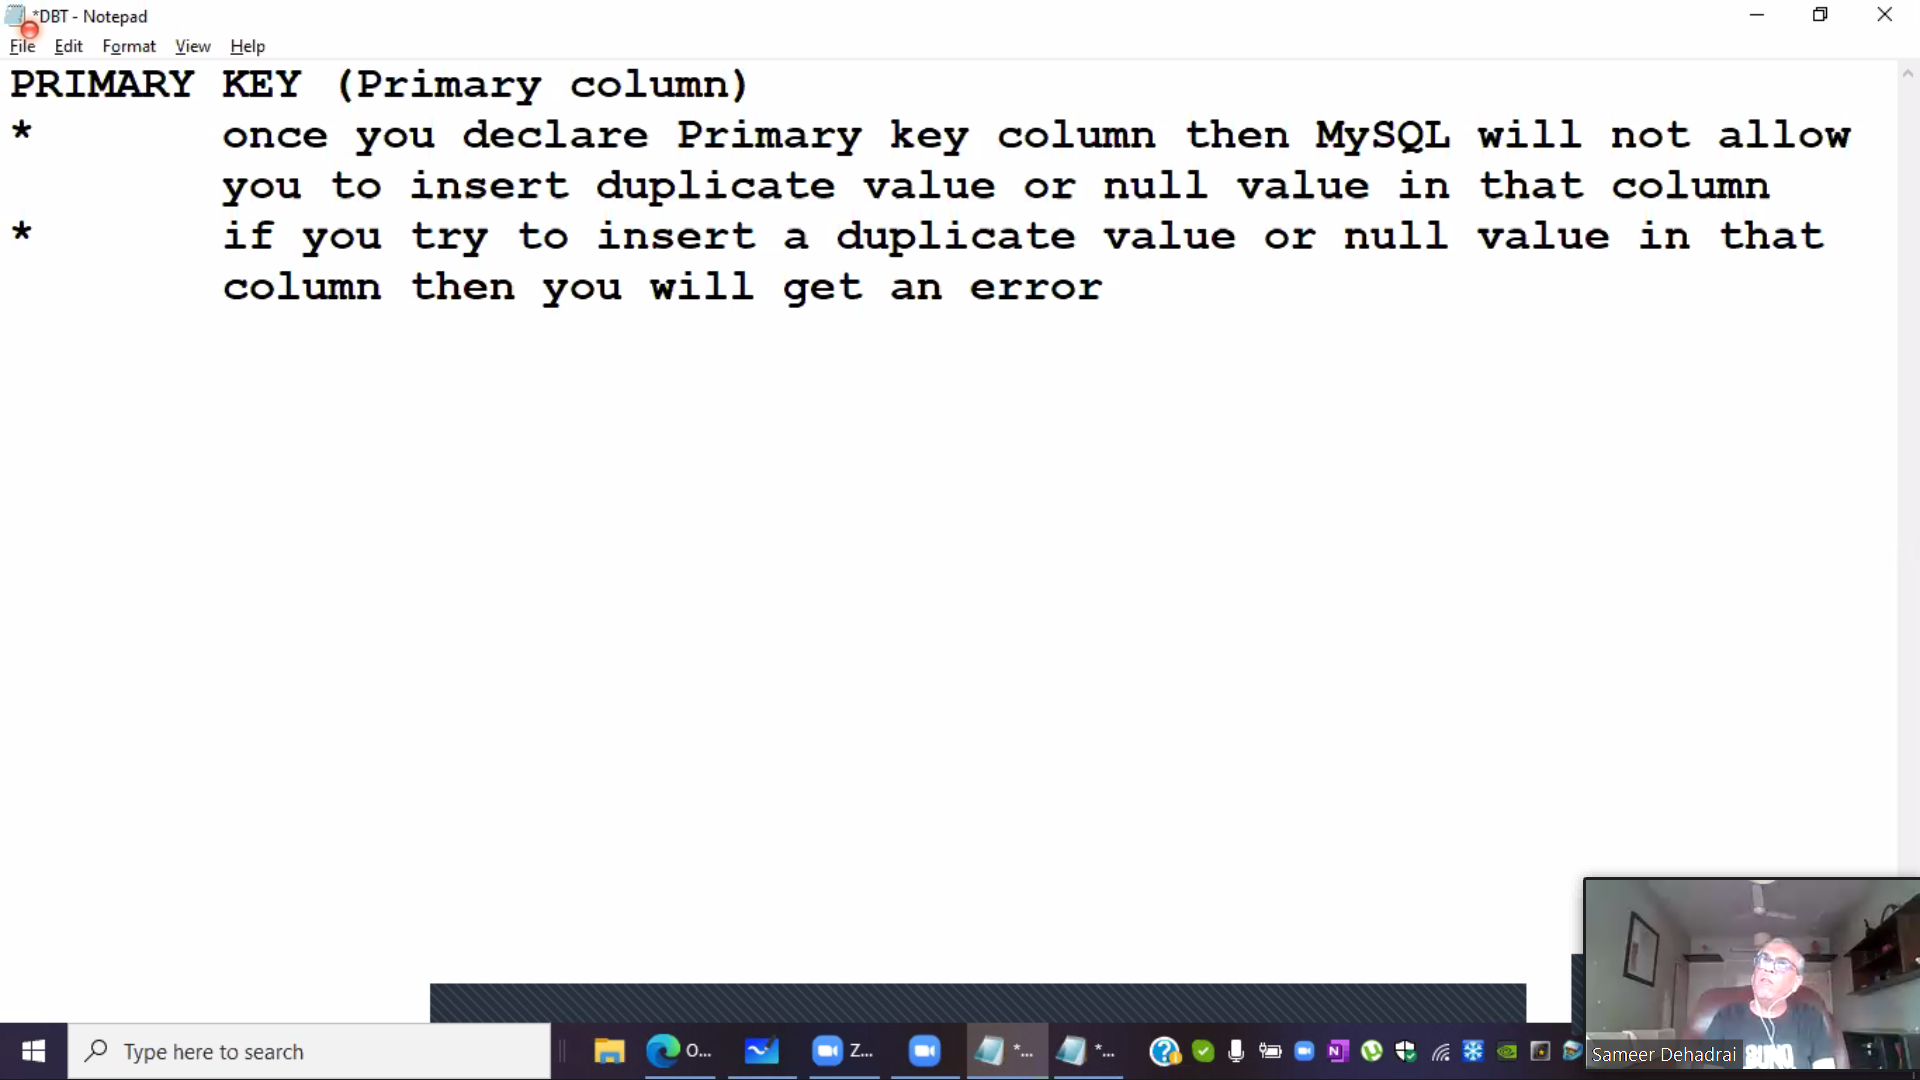 *DBT - Notepad
File Edit Format View Help
PRIMARY KEY (Primary column)
* once you declare Primary key column then MySQL will not allow
you to insert duplicate value or null value in that column
* if you try to insert a duplicate value or null value in that
column then you will get an error
Sameer Dehadrai
Type here to search
O...
Z...
*...
*...